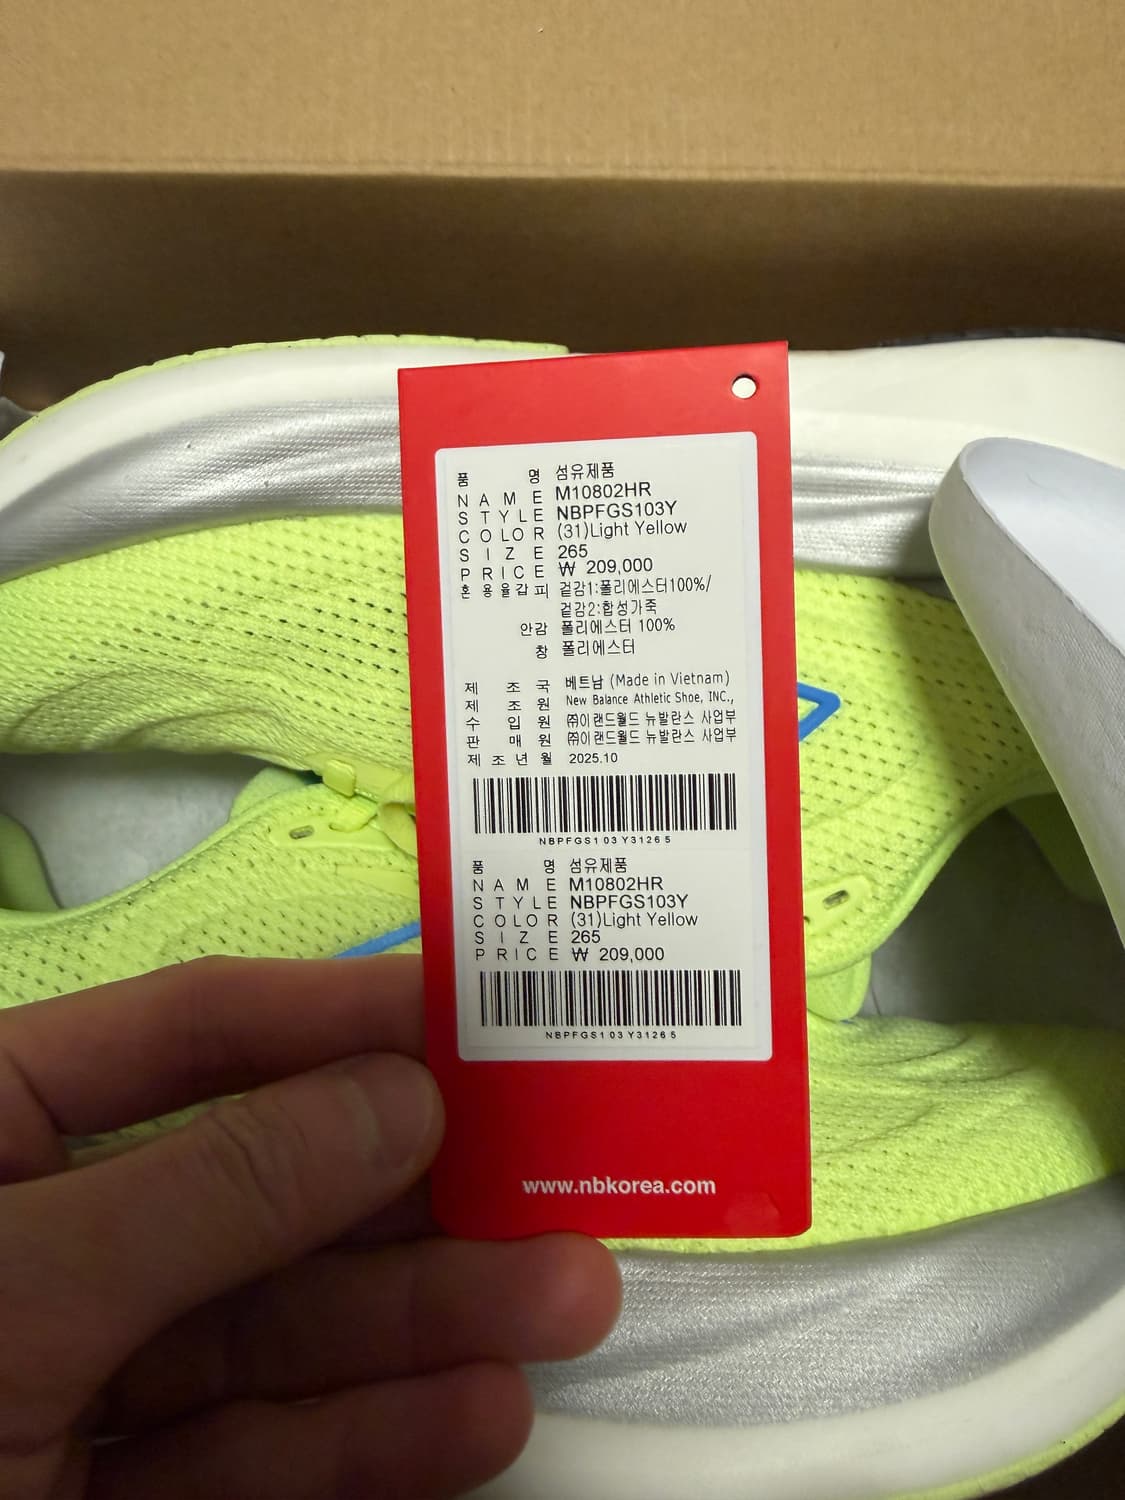 품 명 섬유제품
NAME M10802HR
STYLE NBPFGS103Y
COLOR (31)Light Yellow
SIZE 265
PRICE ₩ 209,000
혼용율갑피 겉감1:폴리에스터100%/
겉감2:합성가죽
안감 폴리에스터 100%
창 폴리에스터
제 조 국 베트남 (Made in Vietnam)
제 조 원 New Balance Athletic Shoe, INC.,
수 입 원 ㈜이랜드월드 뉴발란스 사업부
판 매 원 ㈜이랜드월드 뉴발란스 사업부
제 조 년 월 2025.10
NBPFGS103Y31265
품 명 섬유제품
NAME M10802HR
STYLE NBPFGS103Y
COLOR (31)Light Yellow
SIZE 265
PRICE ₩ 209,000
NBPFGS103Y31265
www.nbkorea.com